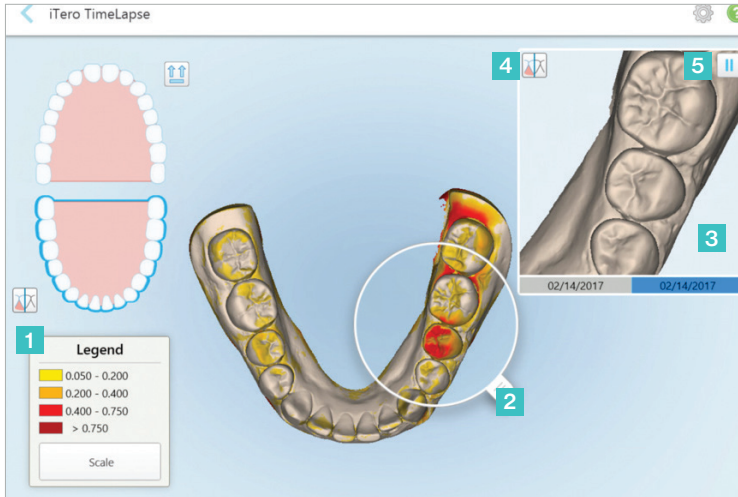 iTero TimeLapse
?
4
5
3
02/14/2017 02/14/2017
1
Legend
0.050 - 0.200
0.200 - 0.400
0.400 - 0.750
> 0.750
Scale
2